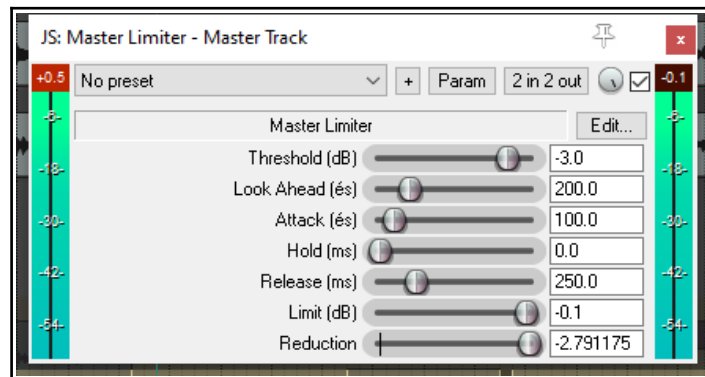 JS: Master Limiter - Master Track x
+0.5 No preset + Param 2 in 2 out -0.1
Master Limiter Edit...
-6- -6-
Threshold (dB) -3.0
-18- -18-
Look Ahead (és) 200.0
Attack (és) 100.0
-30- -30-
Hold (ms) 0.0
-42- -42-
Release (ms) 250.0
Limit (dB) -0.1
-54- -54-
Reduction -2.791175